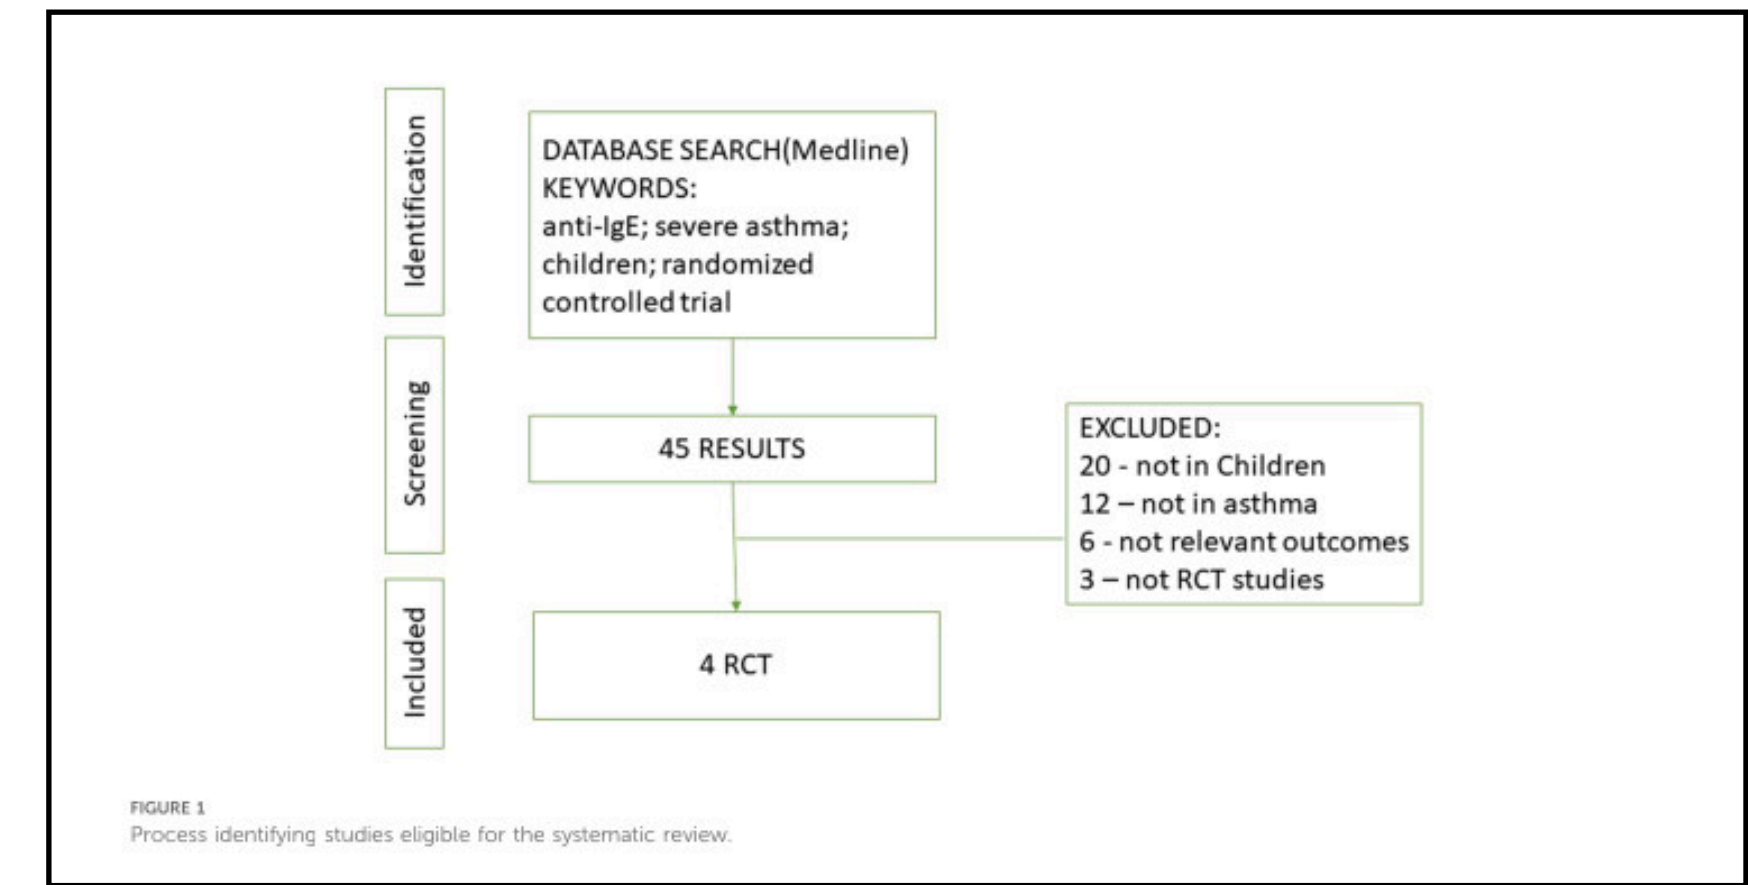 Identification
DATABASE SEARCH(Medline)
KEYWORDS:
anti-IgE; severe asthma;
children; randomized
controlled trial
Screening
45 RESULTS
EXCLUDED:
20 - not in Children
12 – not in asthma
6 - not relevant outcomes
3 – not RCT studies
Included
4 RCT
FIGURE 1
Process identifying studies eligible for the systematic review.